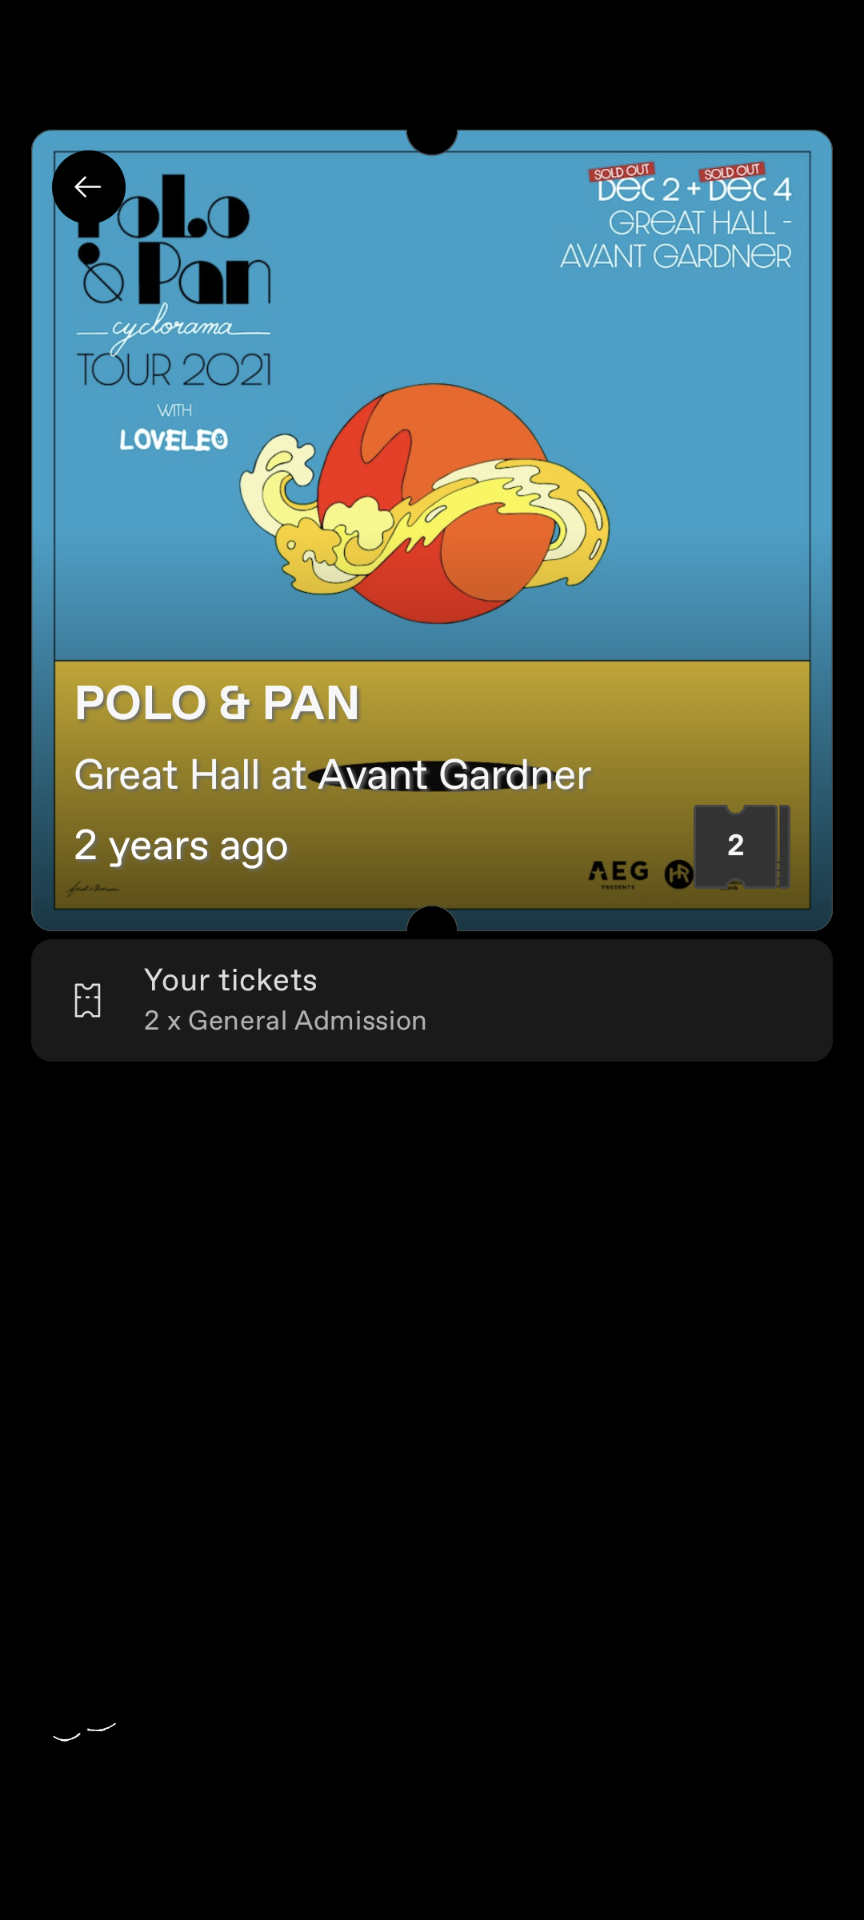 POLO
& Pan
cyclorama
TOUR 2021
WITH
LOVELEO
SOLD OUT SOLD OUT
DEC 2 + DEC 4
GREAT HALL -
AVANT GARDNER
POLO & PAN
Great Hall at Avant Gardner
2 years ago
AEG
PRESENTS
HR
2
Your tickets
2 x General Admission